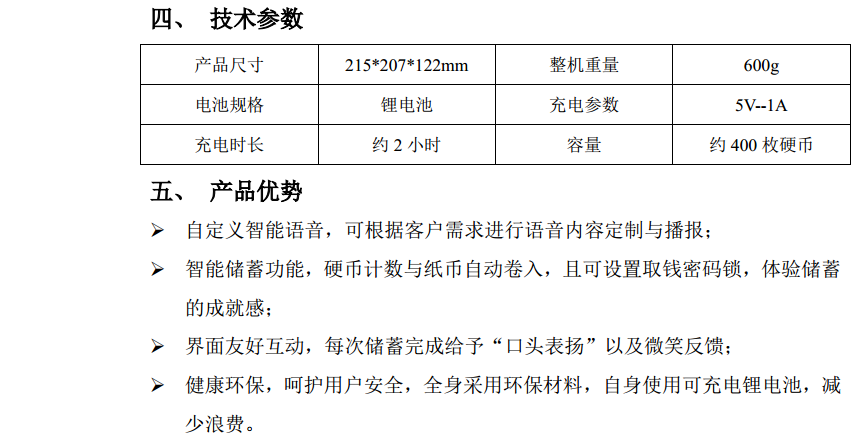 四、 技术参数
产品尺寸 215*207*122mm 整机重量 600g
电池规格 锂电池 充电参数 5V--1A
充电时长 约 2 小时 容量 约 400 枚硬币
五、 产品优势
➢ 自定义智能语音，可根据客户需求进行语音内容定制与播报；
➢ 智能储蓄功能，硬币计数与纸币自动卷入，且可设置取钱密码锁，体验储蓄
的成就感；
➢ 界面友好互动，每次储蓄完成给予“口头表扬”以及微笑反馈；
➢ 健康环保，呵护用户安全，全身采用环保材料，自身使用可充电锂电池，减
少浪费。